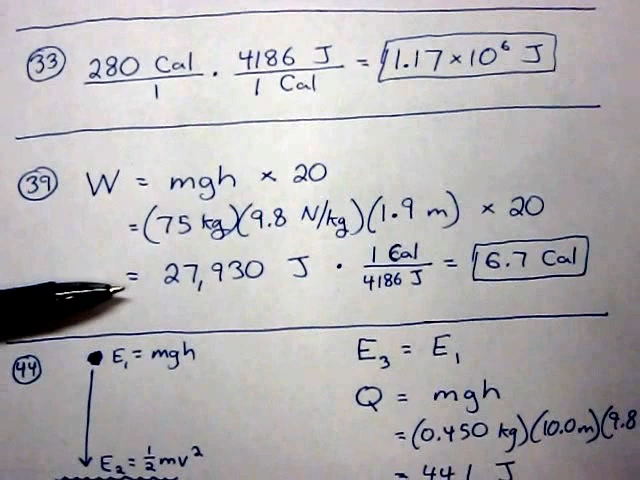 33 280 Cal / 1 · 4186 J / 1 Cal = 1.17 × 10⁶ J
39 W = mgh × 20
= (75 kg)(9.8 N/kg)(1.9 m) × 20
= 27,930 J · 1 Cal / 4186 J = 6.7 Cal
44 E₁ = mgh
E₂ = ½mv²
E₃ = E₁
Q = mgh
= (0.450 kg)(10.0m)(9.8
= 441 J